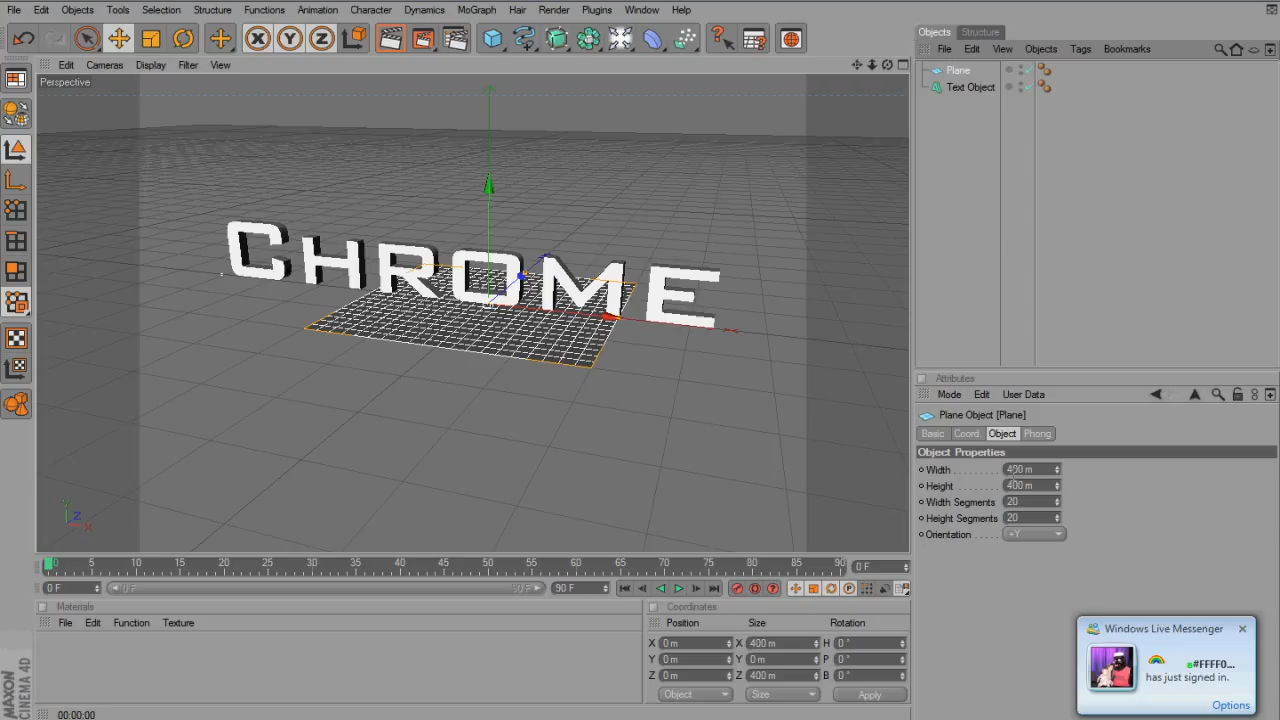 File Edit Objects Tools Selection Structure Functions Animation Character Dynamics MoGraph Hair Render Plugins Window Help
Edit Cameras Display Filter View
Perspective
CHROME
Y
Z
X
0 5 10 15 20 25 30 35 40 45 50 55 60 65 70 75 80 85 90 0 F
0 F 0 F 90 F 90 F
Materials
File Edit Function Texture
Coordinates
Position Size Rotation
X 0 m X 400 m H 0 °
Y 0 m Y 0 m P 0 °
Z 0 m Z 400 m B 0 °
Object Size Apply
00:00:00
MAXON
CINEMA 4D
Objects Structure
File Edit View Objects Tags Bookmarks
Plane
Text Object
Attributes
Mode Edit User Data
Plane Object [Plane]
Basic Coord. Object Phong
Object Properties
Width 400 m
Height 400 m
Width Segments 20
Height Segments 20
Orientation +Y
Windows Live Messenger
#FFFF0...
has just signed in.
Options